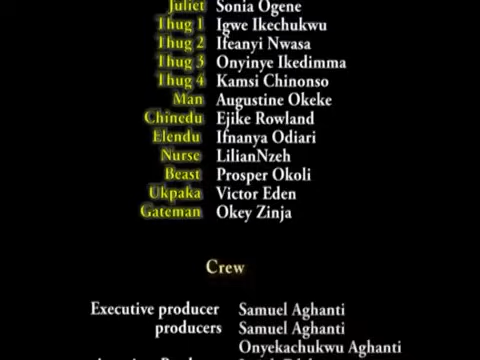 Juliet Sonia Ogene
Thug 1 Igwe Ikechukwu
Thug 2 Ifeanyi Nwasa
Thug 3 Onyinye Ikedimma
Thug 4 Kamsi Chinonso
Man Augustine Okeke
Chinedu Ejike Rowland
Elendu Ifnanya Odiari
Nurse LilianNzeh
Beast Prosper Okoli
Ukpaka Victor Eden
Gateman Okey Zinja
Crew
Executive producer Samuel Aghanti
producers Samuel Aghanti
Onyekachukwu Aghanti